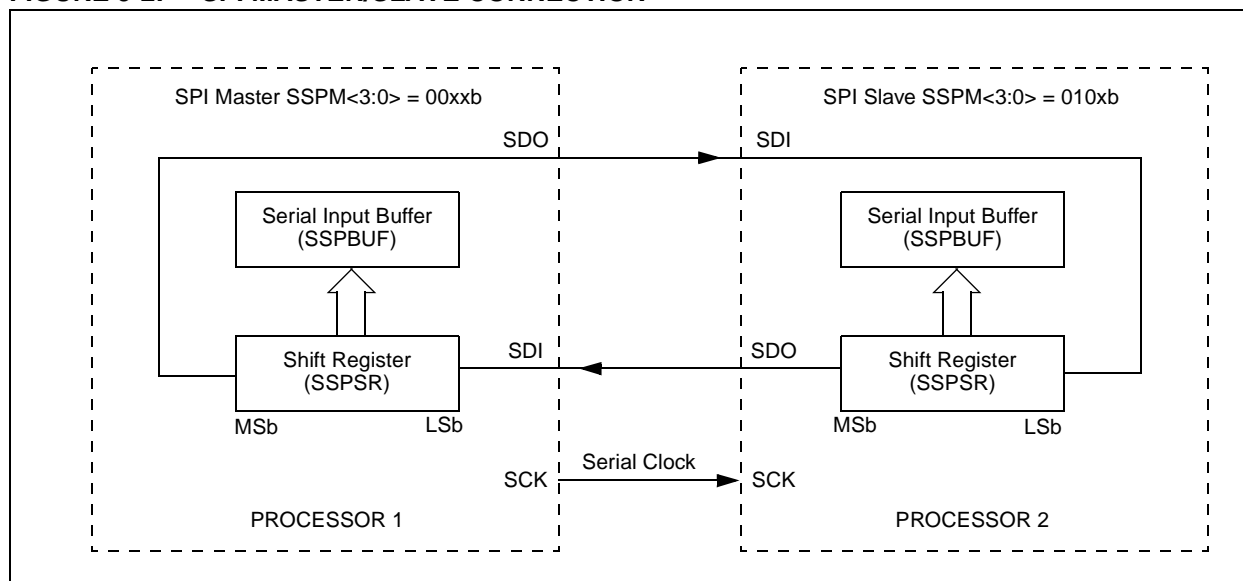 SPI Master SSPM<3:0> = 00xxb
SPI Slave SSPM<3:0> = 010xb
SDO
SDI
Serial Input Buffer
(SSPBUF)
Serial Input Buffer
(SSPBUF)
Shift Register
(SSPSR)
SDI
SDO
Shift Register
(SSPSR)
MSb
LSb
MSb
LSb
Serial Clock
SCK
SCK
PROCESSOR 1
PROCESSOR 2